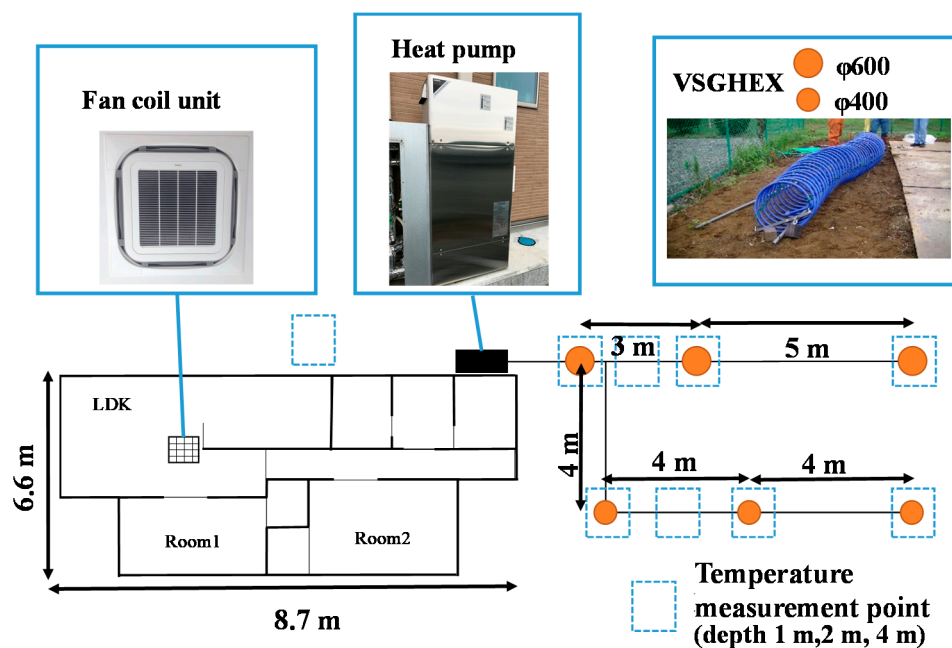 Heat pump
Fan coil unit
VSGHEX
φ600
φ400
3 m
5 m
LDK
6.6 m
4 m
4 m
4 m
Room1
Room2
8.7 m
Temperature
measurement point
(depth 1 m,2 m, 4 m)